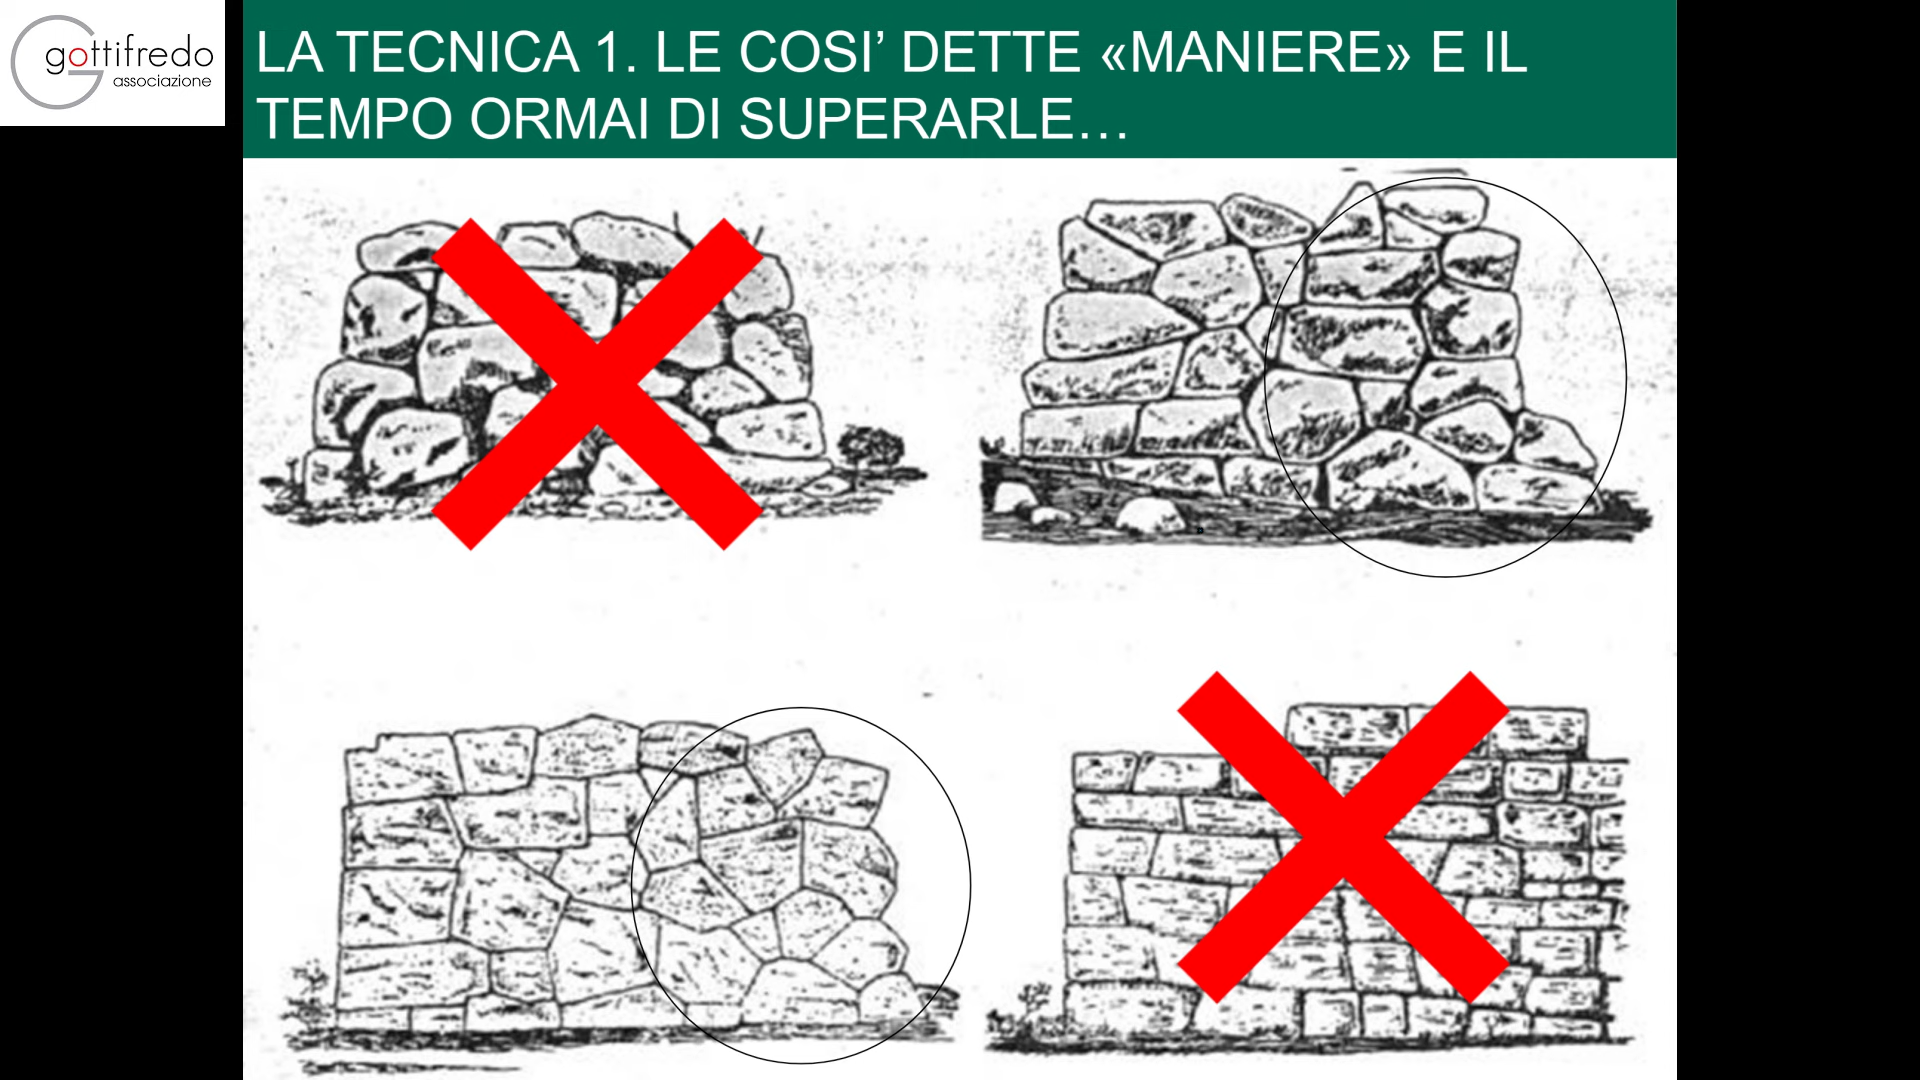 gottifredo
associazione
LA TECNICA 1. LE COSI’ DETTE «MANIERE» E IL
TEMPO ORMAI DI SUPERARLE…